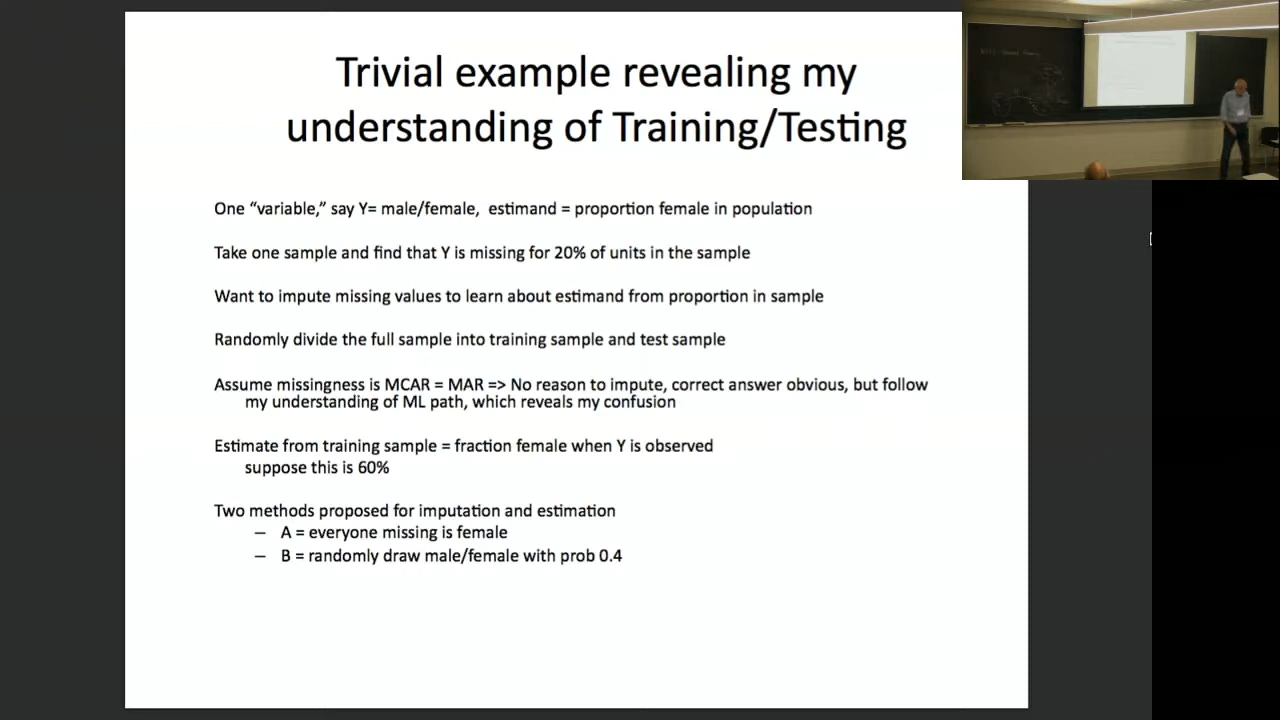 Trivial example revealing my
understanding of Training/Testing
One “variable,” say Y= male/female, estimand = proportion female in population
Take one sample and find that Y is missing for 20% of units in the sample
Want to impute missing values to learn about estimand from proportion in sample
Randomly divide the full sample into training sample and test sample
Assume missingness is MCAR = MAR => No reason to impute, correct answer obvious, but follow
my understanding of ML path, which reveals my confusion
Estimate from training sample = fraction female when Y is observed
suppose this is 60%
Two methods proposed for imputation and estimation
– A = everyone missing is female
– B = randomly draw male/female with prob 0.4